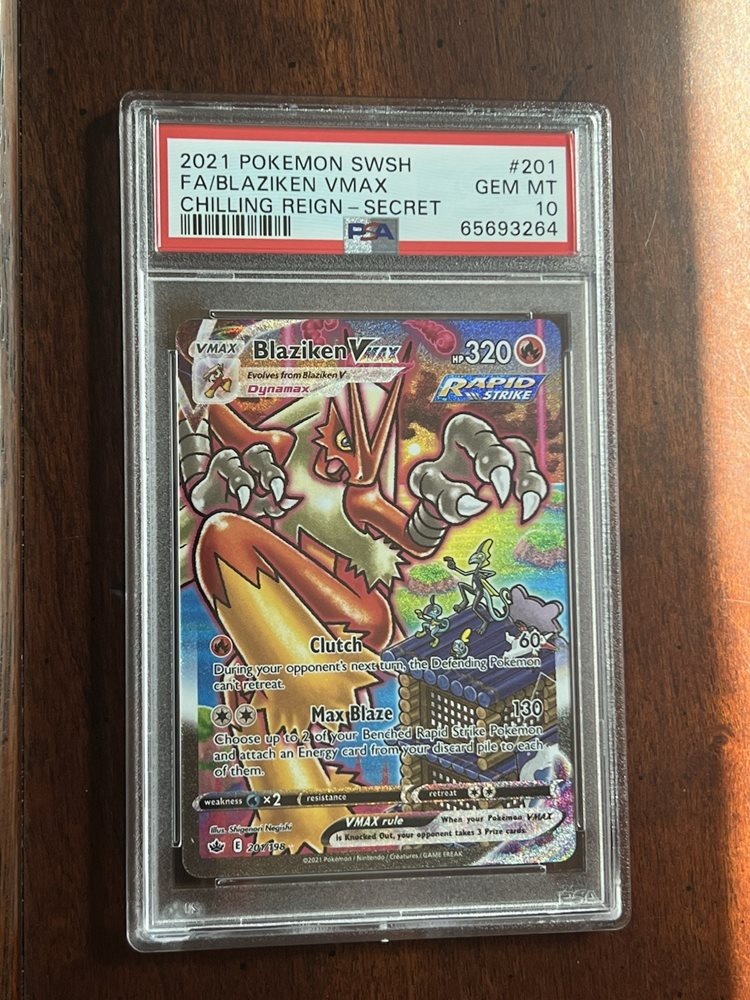 2021 POKEMON SWSH #201
FA/BLAZIKEN VMAX GEM MT
CHILLING REIGN – SECRET 10
PSA 65693264
VMAX Blaziken VMAX HP 320
Evolves from Blaziken V
Dynamax
RAPID
STRIKE
Clutch 60
During your opponent's next turn, the Defending Pokémon
can't retreat.
Max Blaze 130
Choose up to 2 of your Benched Rapid Strike Pokémon
and attach an Energy card from your discard pile to each
of them.
weakness ×2 resistance retreat
VMAX rule When your Pokémon VMAX
is Knocked Out, your opponent takes 3 Prize cards.
Illus. Shigenori Negishi
E 201/198
©2021 Pokémon / Nintendo / Creatures / GAME FREAK
PSA